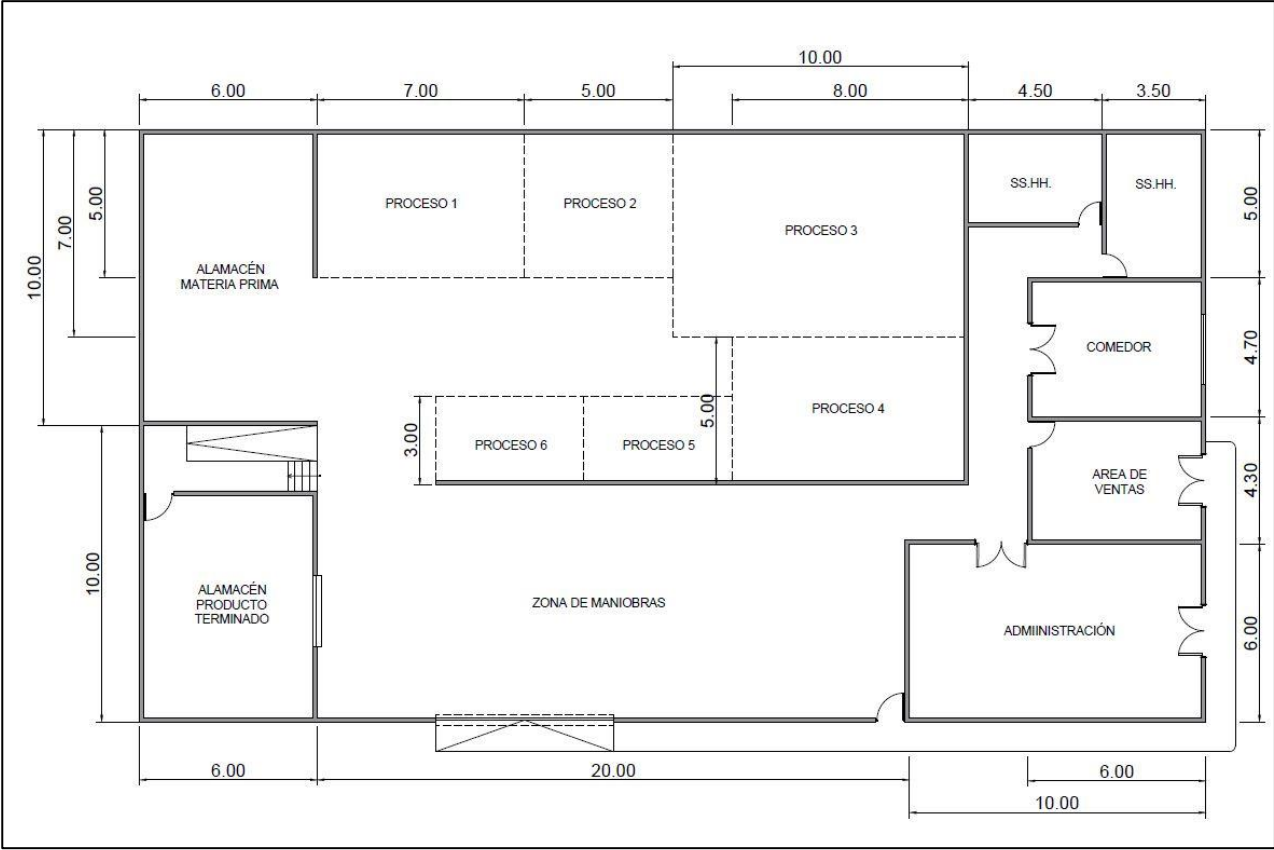 10.00
6.00
7.00
5.00
8.00
4.50
3.50
5.00
7.00
10.00
5.00
SS.HH.
SS.HH.
PROCESO 1
PROCESO 2
PROCESO 3
ALAMACÉN
MATERIA PRIMA
COMEDOR
4.70
PROCESO 4
5.00
3.00
PROCESO 6
PROCESO 5
AREA DE
VENTAS
4.30
10.00
ALAMACÉN
PRODUCTO
TERMINADO
ZONA DE MANIOBRAS
ADMIINISTRACIÓN
6.00
6.00
20.00
6.00
10.00